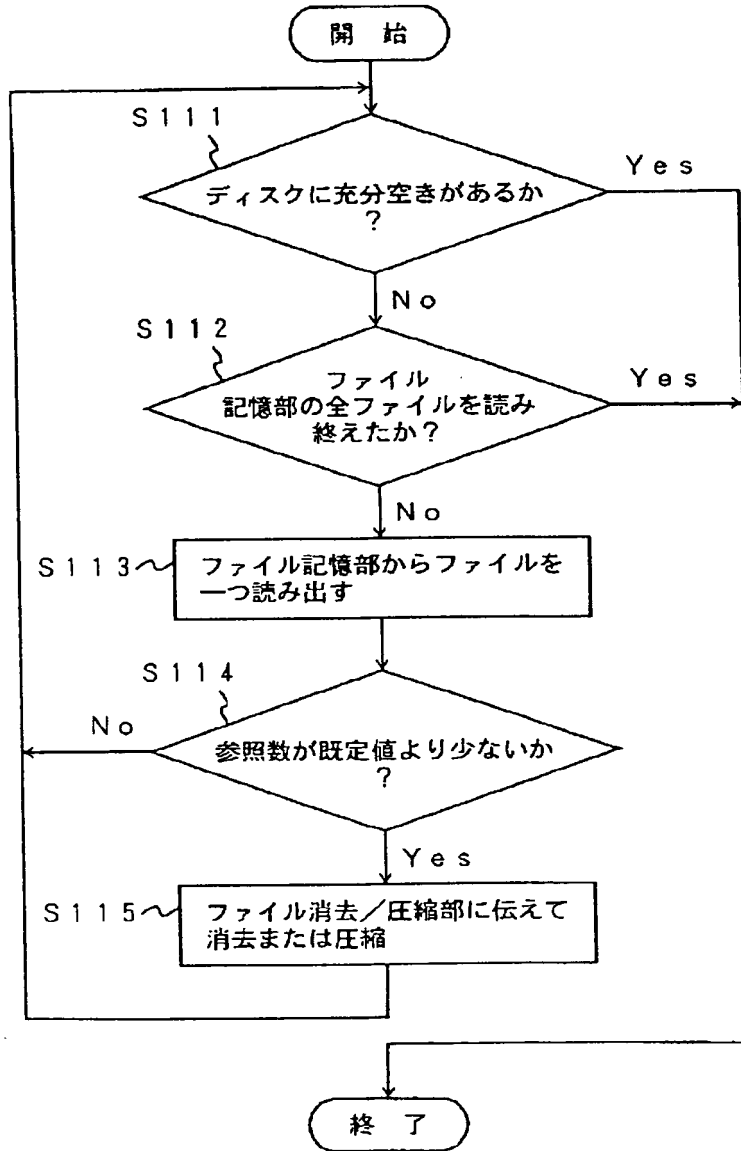 開 始
S111
ディスクに充分空きがあるか
?
Yes
No
S112
ファイル
記憶部の全ファイルを読み
終えたか?
Yes
No
S113
ファイル記憶部からファイルを
一つ読み出す
S114
No
参照数が既定値より少ないか
?
Yes
S115
ファイル消去/圧縮部に伝えて
消去または圧縮
終 了